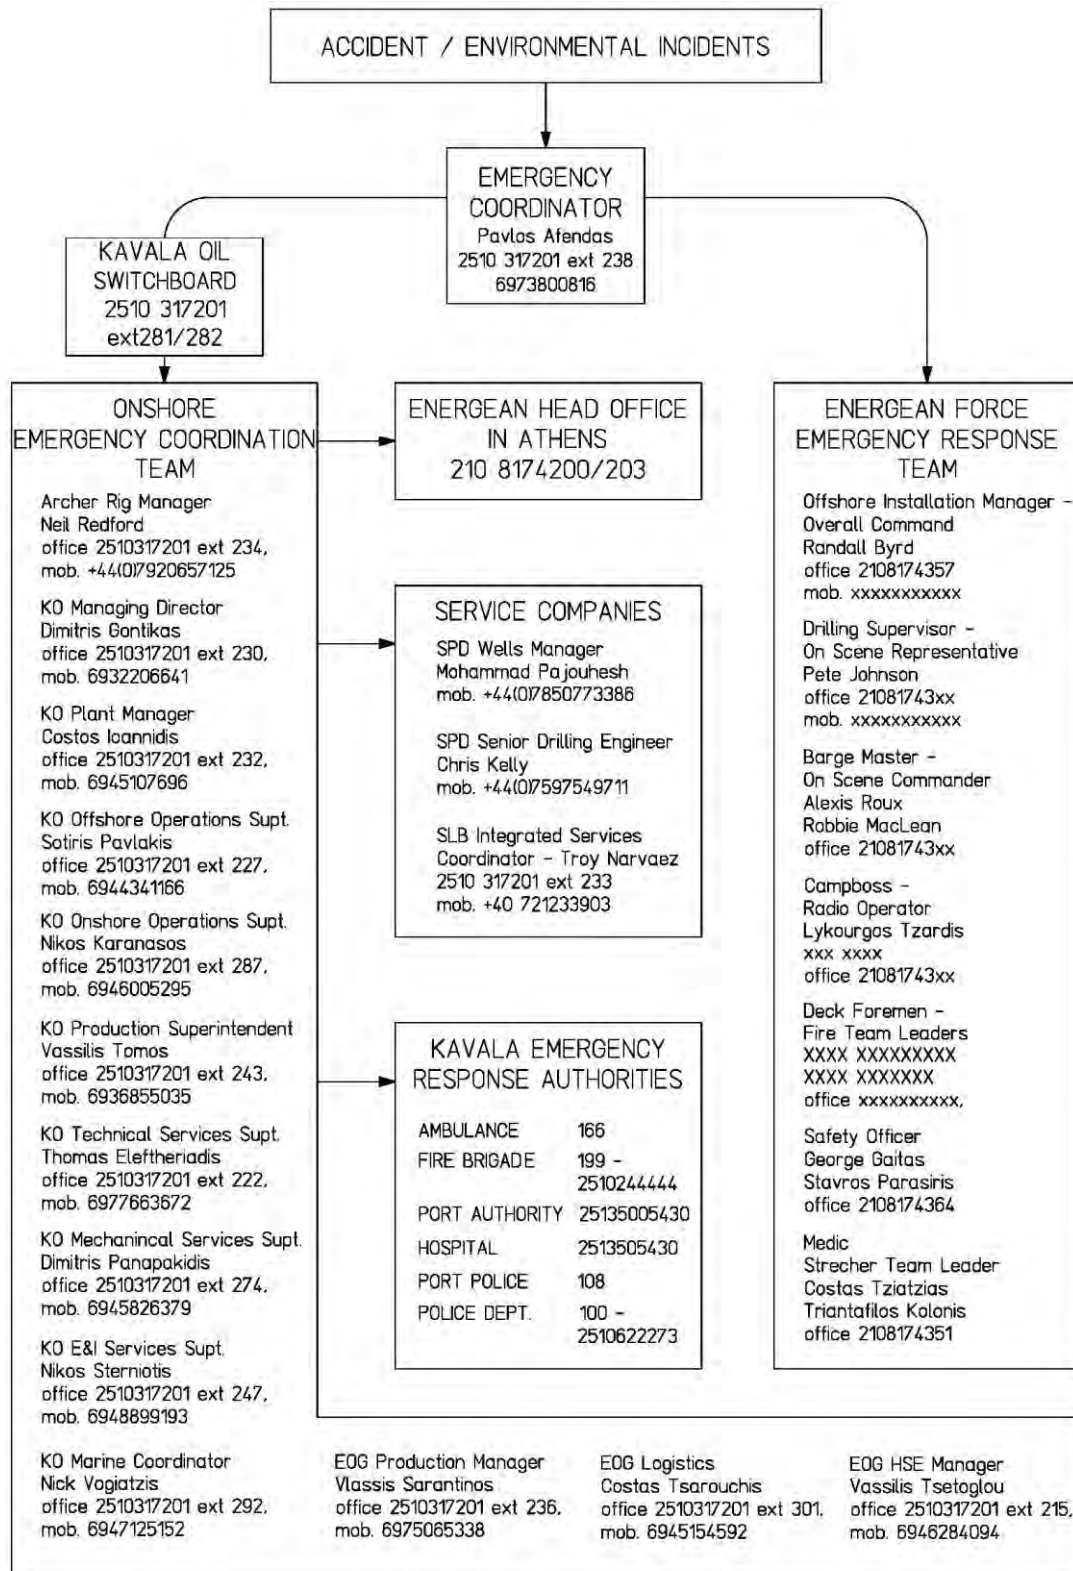 ACCIDENT / ENVIRONMENTAL INCIDENTS
EMERGENCY
COORDINATOR
Pavlos Afendas
2510 317201 ext 238
6973800816
KAVALA OIL
SWITCHBOARD
2510 317201
ext281/282
ONSHORE
EMERGENCY COORDINATION
TEAM
Archer Rig Manager
Neil Redford
office 2510317201 ext 234,
mob. +44(0)7920657125
KO Managing Director
Dimitris Gontikas
office 2510317201 ext 230,
mob. 6932206641
KO Plant Manager
Costos Ioannidis
office 2510317201 ext 232,
mob. 6945107696
KO Offshore Operations Supt.
Sotiris Pavlakis
office 2510317201 ext 227,
mob. 6944341166
KO Onshore Operations Supt.
Nikos Karanasos
office 2510317201 ext 287,
mob. 6946005295
KO Production Superintendent
Vassilis Tomos
office 2510317201 ext 243,
mob. 6936855035
KO Technical Services Supt.
Thomas Eleftheriadis
office 2510317201 ext 222,
mob. 6977663672
KO Mechanincal Services Supt.
Dimitris Panapakidis
office 2510317201 ext 274,
mob. 6945826379
KO E&I Services Supt.
Nikos Sterniotis
office 2510317201 ext 247,
mob. 6948899193
KO Marine Coordinator
Nick Vogiatzis
office 2510317201 ext 292,
mob. 6947125152
EOG Production Manager
Vlassis Sarantinos
office 2510317201 ext 236,
mob. 6975065338
EOG Logistics
Costas Tsarouchis
office 2510317201 ext 301,
mob. 6945154592
EOG HSE Manager
Vassilis Tsetoglou
office 2510317201 ext 215,
mob. 6946284094
ENERGEAN HEAD OFFICE
IN ATHENS
210 8174200/203
SERVICE COMPANIES
SPD Wells Manager
Mohammad Pajouhesh
mob. +44(0)7850773386
SPD Senior Drilling Engineer
Chris Kelly
mob. +44(0)7597549711
SLB Integrated Services
Coordinator - Troy Narvaez
2510 317201 ext 233
mob. +40 721233903
KAVALA EMERGENCY
RESPONSE AUTHORITIES
AMBULANCE 166
FIRE BRIGADE 199 -
2510244444
PORT AUTHORITY 25135005430
HOSPITAL 2513505430
PORT POLICE 108
POLICE DEPT. 100 -
2510622273
ENERGEAN FORCE
EMERGENCY RESPONSE
TEAM
Offshore Installation Manager -
Overall Command
Randall Byrd
office 2108174357
mob. xxxxxxxxxxx
Drilling Supervisor -
On Scene Representative
Pete Johnson
office 21081743xx
mob. xxxxxxxxxxx
Barge Master -
On Scene Commander
Alexis Roux
Robbie MacLean
office 21081743xx
Campboss -
Radio Operator
Lykourgos Tzardis
xxx xxxx
office 21081743xx
Deck Foremen -
Fire Team Leaders
XXXX XXXXXXXXX
XXXX XXXXXXX
office xxxxxxxxxx,
Safety Officer
George Gaitas
Stavros Parasiris
office 2108174364
Medic
Strecher Team Leader
Costas Tziatzias
Triantafilos Kolonis
office 2108174351